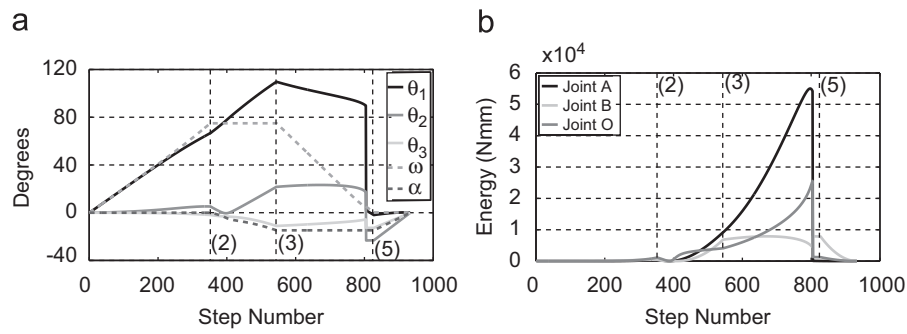 a
Degrees
120
80
40
0
-40
θ1
θ2
θ3
ω
α
(2)
(3)
(5)
0
200
400
600
800
1000
Step Number
b
x10^4
Energy (Nmm)
6
5
4
3
2
1
0
Joint A
Joint B
Joint O
(2)
(3)
(5)
0
200
400
600
800
1000
Step Number